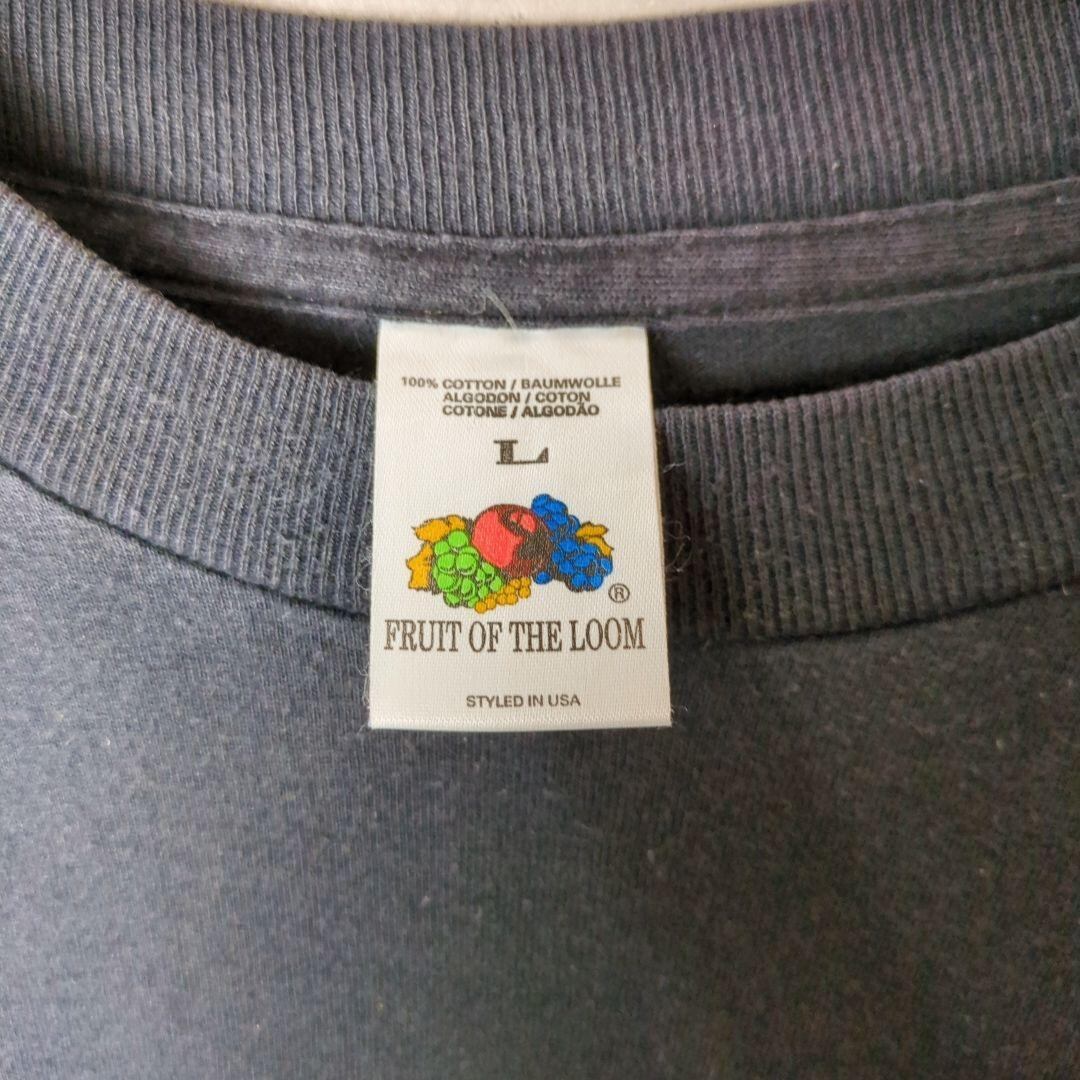 100% COTTON / BAUMWOLLE
ALGODON / COTON
COTONE / ALGODÃO
L
®
FRUIT OF THE LOOM
STYLED IN USA